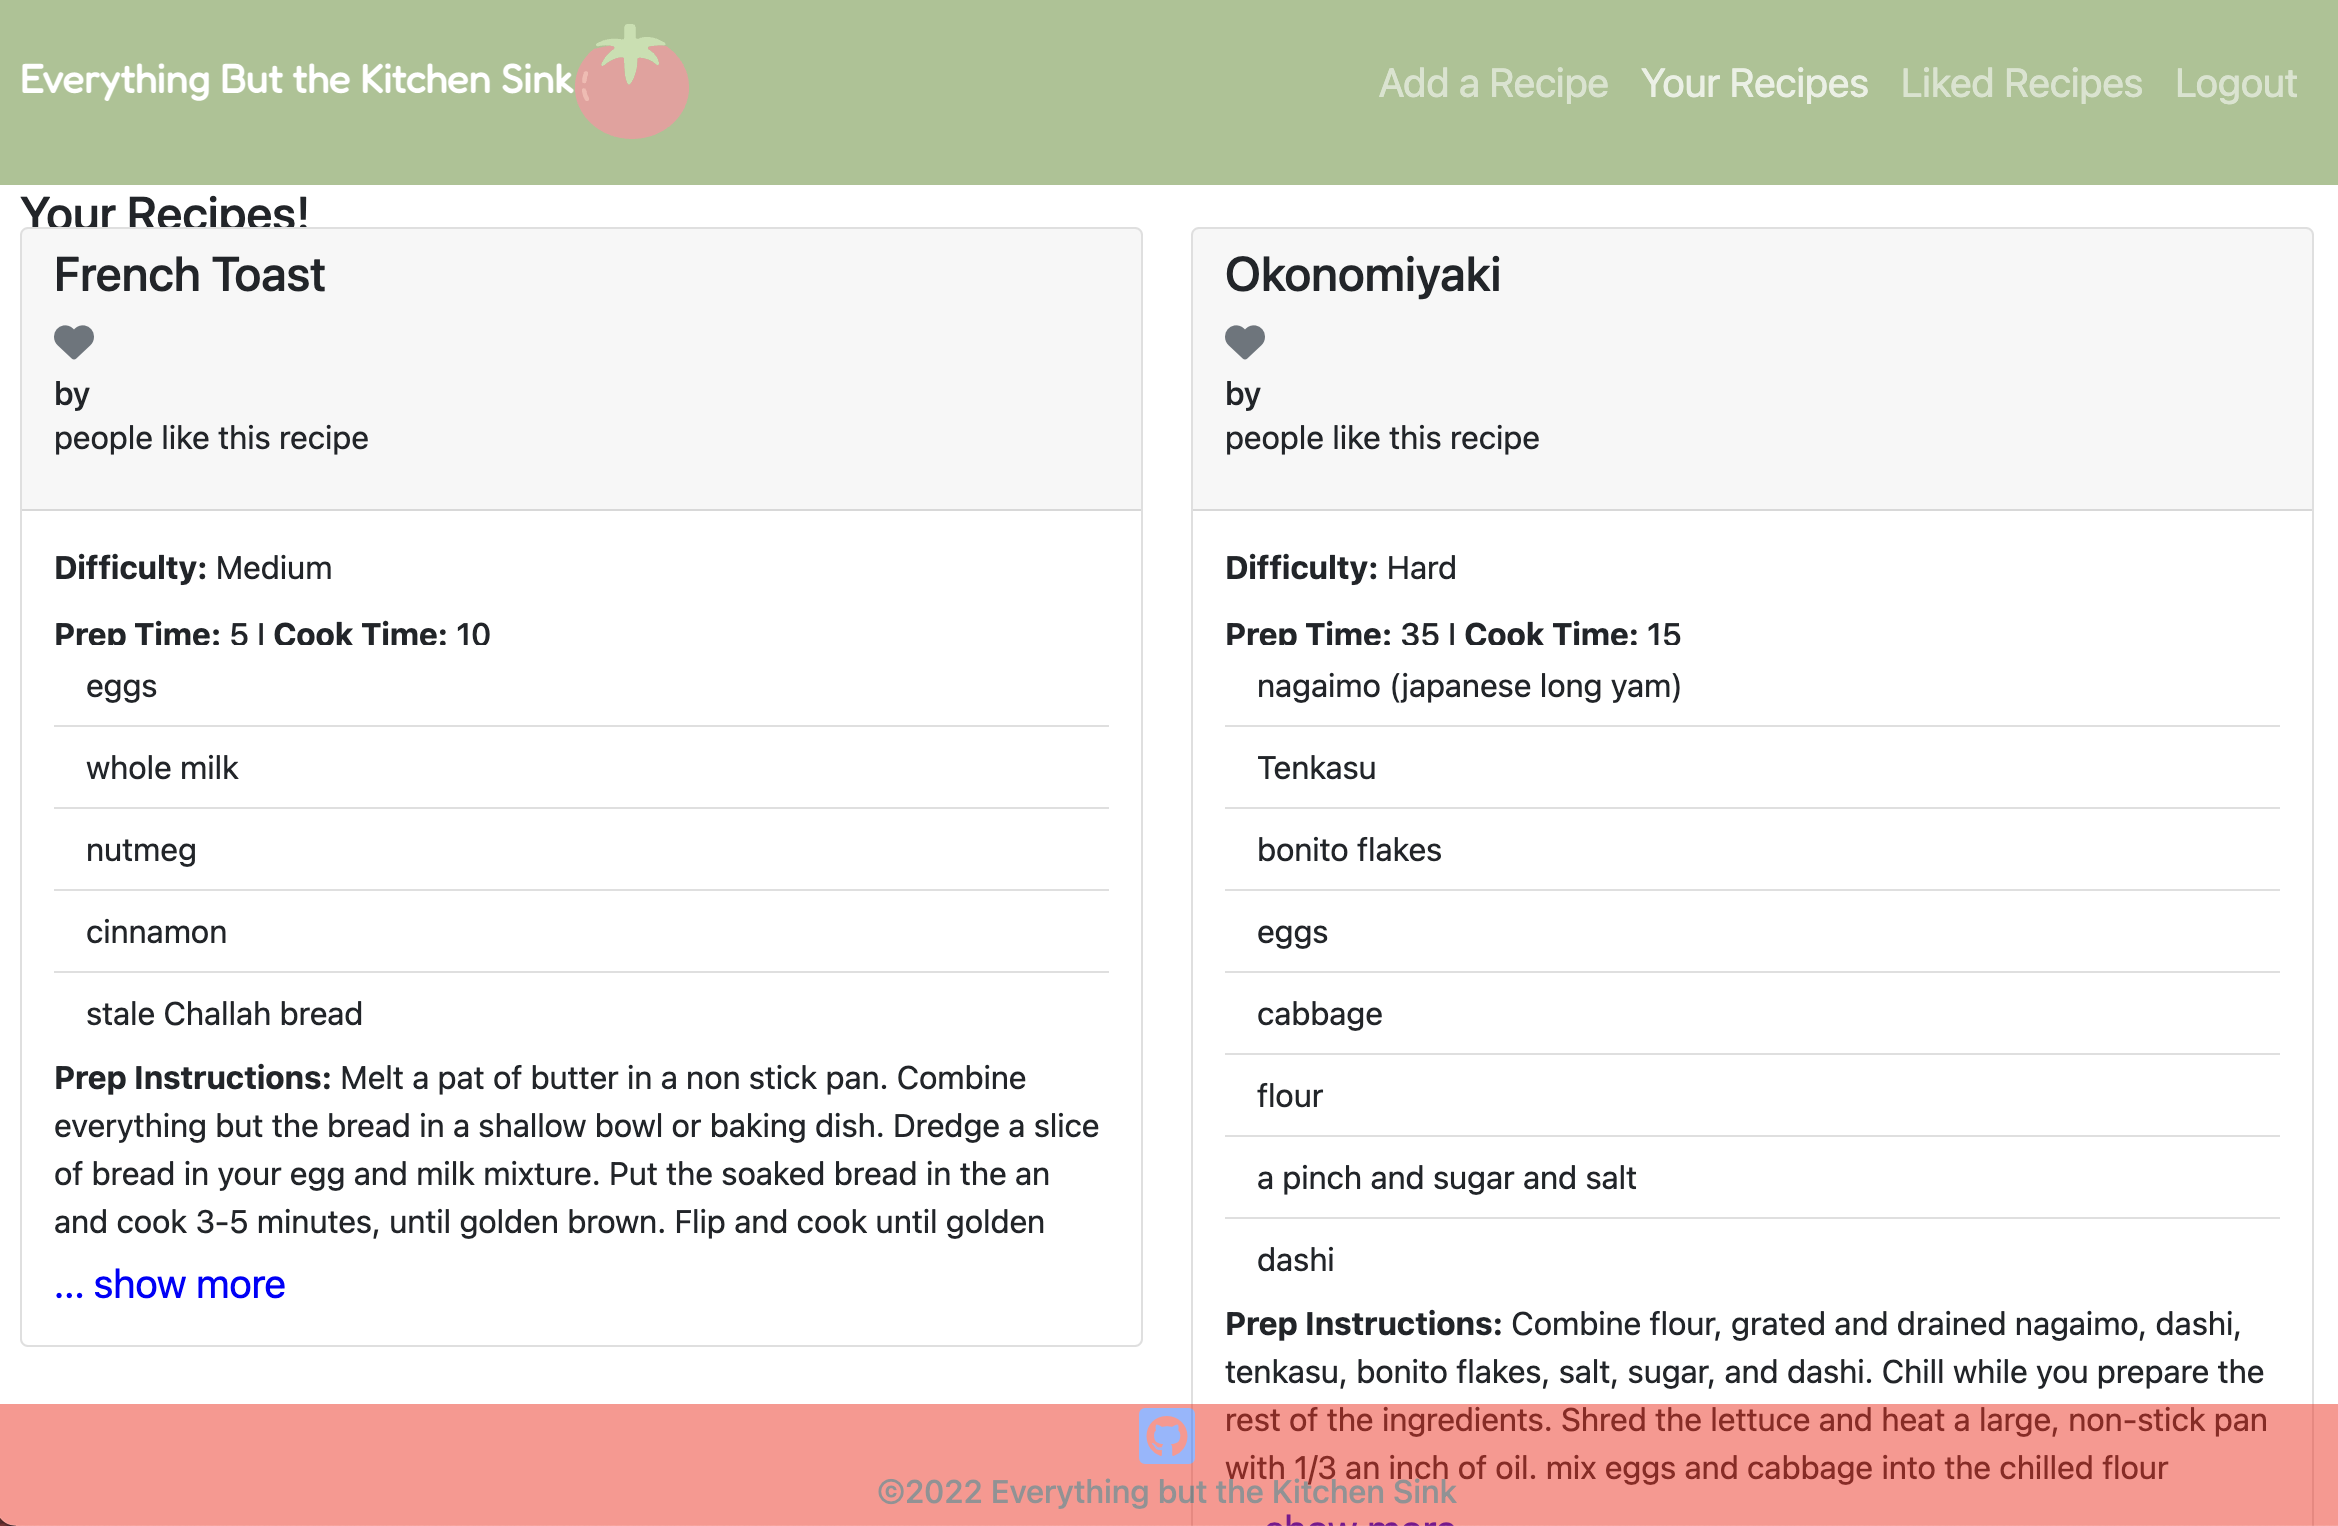 Everything But the Kitchen Sink
Add a Recipe Your Recipes Liked Recipes Logout
Your Recipes!
French Toast
by
people like this recipe
Difficulty: Medium
Prep Time: 5 | Cook Time: 10
eggs
whole milk
nutmeg
cinnamon
stale Challah bread
Prep Instructions: Melt a pat of butter in a non stick pan. Combine
everything but the bread in a shallow bowl or baking dish. Dredge a slice
of bread in your egg and milk mixture. Put the soaked bread in the an
and cook 3-5 minutes, until golden brown. Flip and cook until golden
... show more
Okonomiyaki
by
people like this recipe
Difficulty: Hard
Prep Time: 35 | Cook Time: 15
nagaimo (japanese long yam)
Tenkasu
bonito flakes
eggs
cabbage
flour
a pinch and sugar and salt
dashi
Prep Instructions: Combine flour, grated and drained nagaimo, dashi,
tenkasu, bonito flakes, salt, sugar, and dashi. Chill while you prepare the
rest of the ingredients. Shred the lettuce and heat a large, non-stick pan
with 1/3 an inch of oil. mix eggs and cabbage into the chilled flour
show more
©2022 Everything but the Kitchen Sink